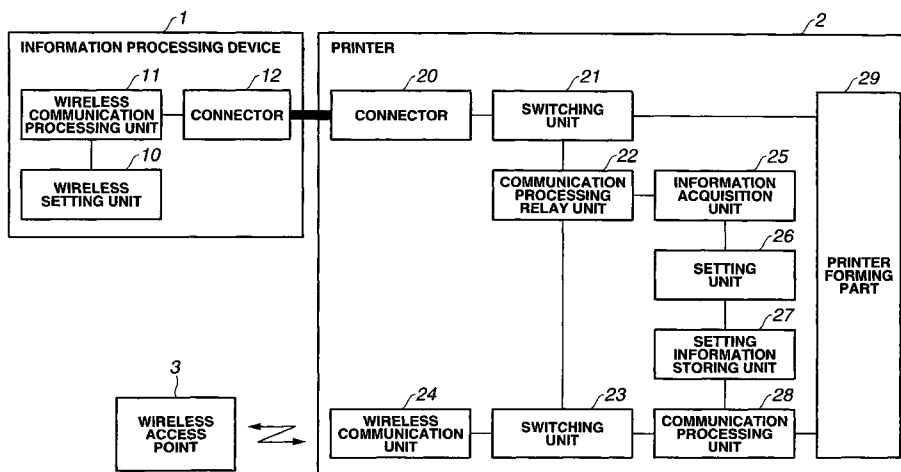 1
INFORMATION PROCESSING DEVICE
11
WIRELESS
COMMUNICATION
PROCESSING UNIT
12
CONNECTOR
10
WIRELESS
SETTING UNIT
2
PRINTER
20
CONNECTOR
21
SWITCHING
UNIT
22
COMMUNICATION
PROCESSING
RELAY UNIT
25
INFORMATION
ACQUISITION
UNIT
26
SETTING
UNIT
27
SETTING
INFORMATION
STORING UNIT
28
COMMUNICATION
PROCESSING
UNIT
29
PRINTER
FORMING
PART
3
WIRELESS
ACCESS
POINT
24
WIRELESS
COMMUNICATION
UNIT
23
SWITCHING
UNIT